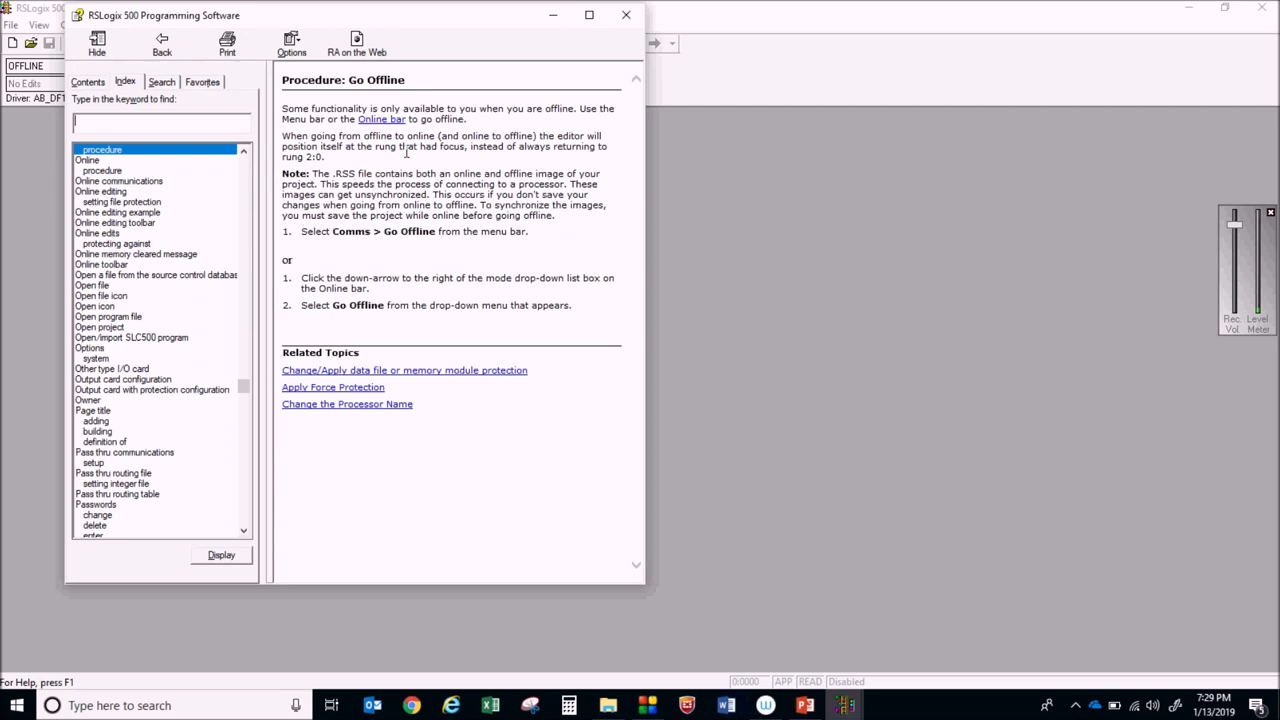 RSLogix 500 Programming Software
File
View
OFFLINE
No Edits
Driver: AB_DF1
Hide
Back
Print
Options
RA on the Web
Contents
Index
Search
Favorites
Type in the keyword to find:
procedure
Online
procedure
Online communications
Online editing
setting file protection
Online editing example
Online editing toolbar
Online edits
protecting against
Online memory cleared message
Online toolbar
Open a file from the source control databas
Open file
Open file icon
Open icon
Open program file
Open project
Open/import SLC500 program
Options
system
Other type I/O card
Output card configuration
Output card with protection configuration
Owner
Page title
adding
building
definition of
Pass thru communications
setup
Pass thru routing file
setting integer file
Pass thru routing table
Passwords
change
delete
enter
Display
Procedure: Go Offline
Some functionality is only available to you when you are offline. Use the
Menu bar or the Online bar to go offline.
When going from offline to online (and online to offline) the editor will
position itself at the rung that had focus, instead of always returning to
rung 2:0.
Note: The .RSS file contains both an online and offline image of your
project. This speeds the process of connecting to a processor. These
images can get unsynchronized. This occurs if you don't save your
changes when going from online to offline. To synchronize the images,
you must save the project while online before going offline.
1. Select Comms > Go Offline from the menu bar.
or
1. Click the down-arrow to the right of the mode drop-down list box on
the Online bar.
2. Select Go Offline from the drop-down menu that appears.
Related Topics
Change/Apply data file or memory module protection
Apply Force Protection
Change the Processor Name
Rec. Level
Vol. Meter
For Help, press F1
0:0000 APP READ Disabled
Type here to search
7:29 PM
1/13/2019